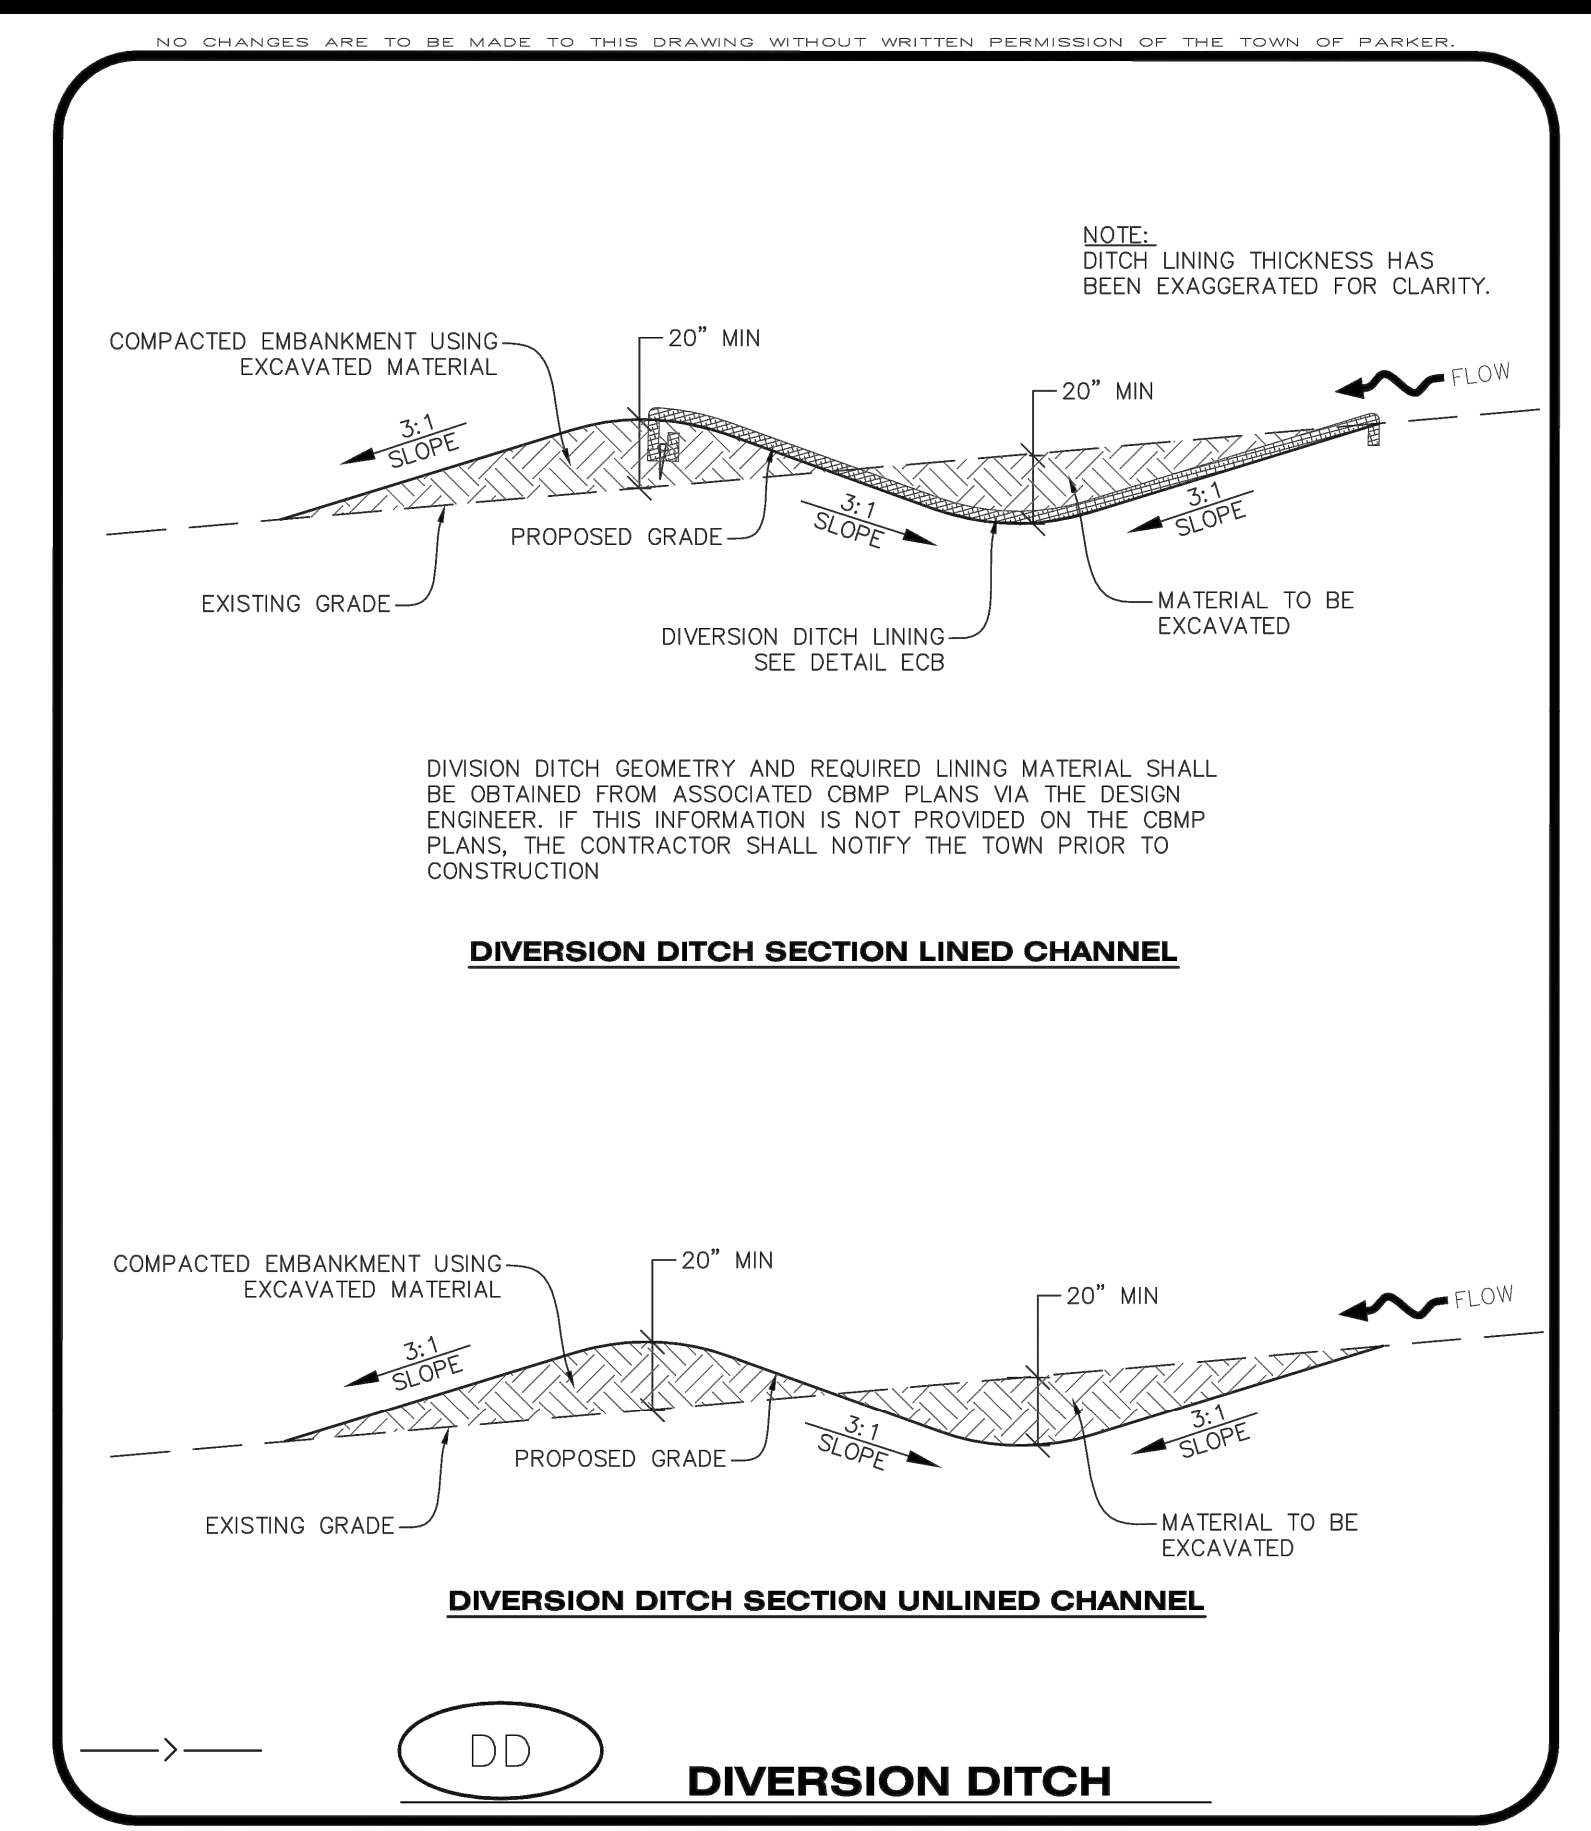 NO CHANGES ARE TO BE MADE TO THIS DRAWING WITHOUT WRITTEN PERMISSION OF THE TOWN OF PARKER.
NOTE:
DITCH LINING THICKNESS HAS
BEEN EXAGGERATED FOR CLARITY.
COMPACTED EMBANKMENT USING
EXCAVATED MATERIAL
20" MIN
20" MIN
FLOW
3:1
SLOPE
3:1
SLOPE
3:1
SLOPE
PROPOSED GRADE
EXISTING GRADE
MATERIAL TO BE
EXCAVATED
DIVERSION DITCH LINING
SEE DETAIL ECB
DIVISION DITCH GEOMETRY AND REQUIRED LINING MATERIAL SHALL
BE OBTAINED FROM ASSOCIATED CBMP PLANS VIA THE DESIGN
ENGINEER. IF THIS INFORMATION IS NOT PROVIDED ON THE CBMP
PLANS, THE CONTRACTOR SHALL NOTIFY THE TOWN PRIOR TO
CONSTRUCTION
DIVERSION DITCH SECTION LINED CHANNEL
COMPACTED EMBANKMENT USING
EXCAVATED MATERIAL
20" MIN
20" MIN
FLOW
3:1
SLOPE
3:1
SLOPE
3:1
SLOPE
PROPOSED GRADE
EXISTING GRADE
MATERIAL TO BE
EXCAVATED
DIVERSION DITCH SECTION UNLINED CHANNEL
DD
DIVERSION DITCH